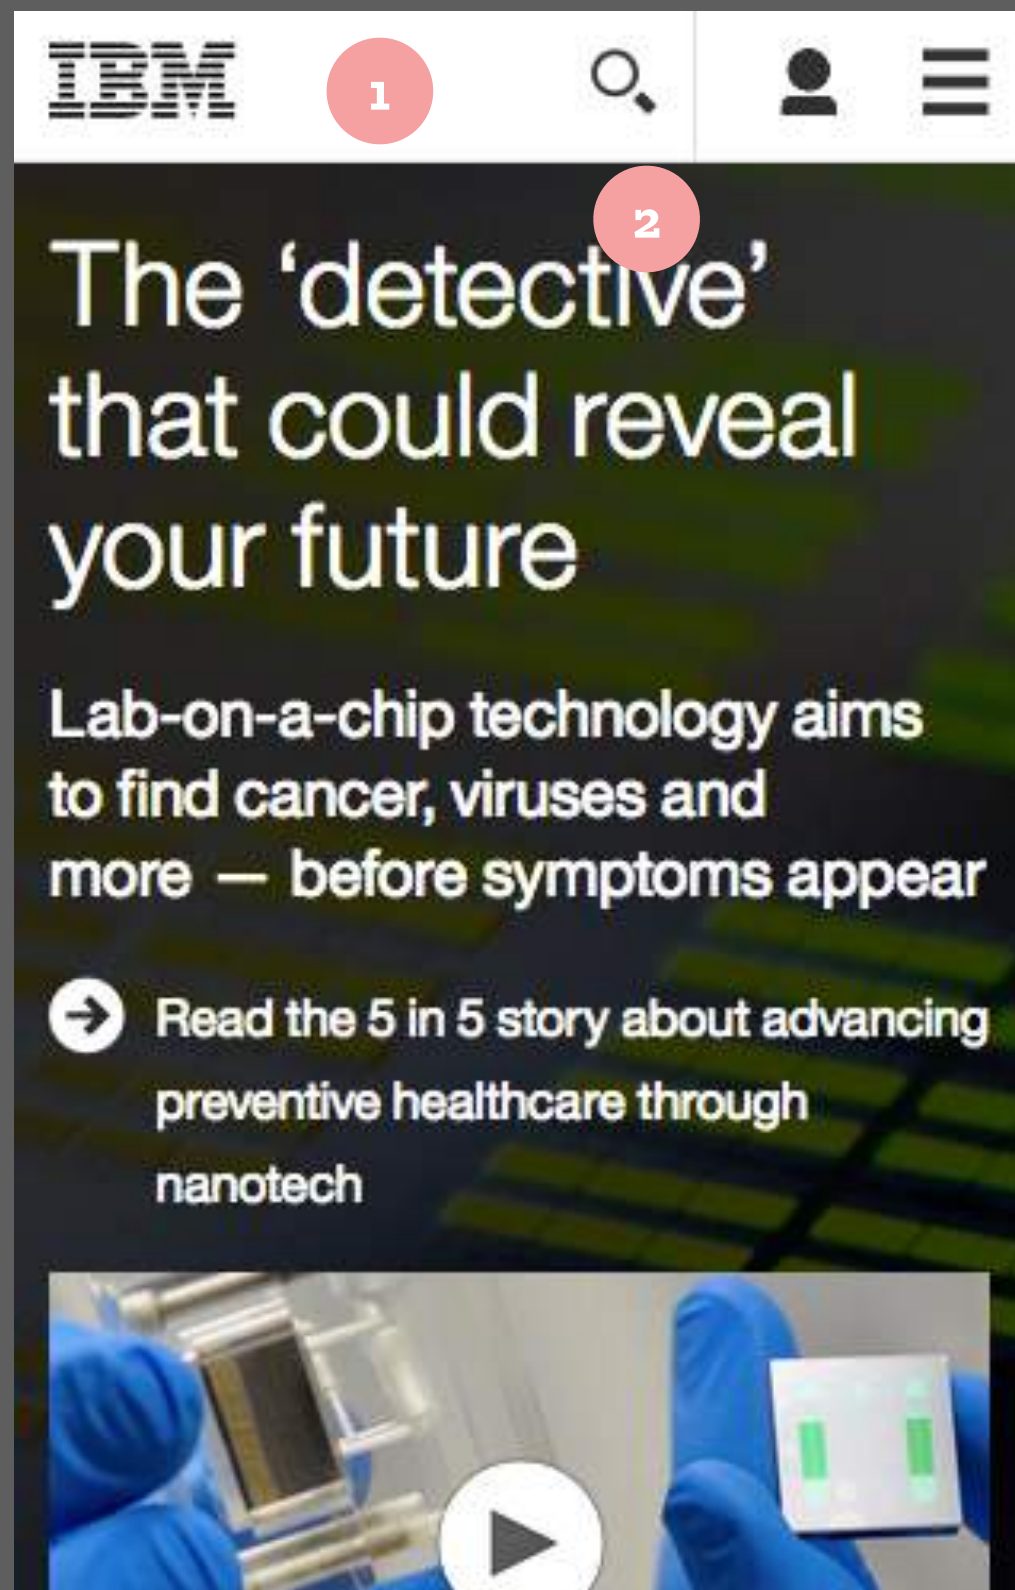 IBM
1
2
The ‘detective’
that could reveal
your future
Lab-on-a-chip technology aims
to find cancer, viruses and
more — before symptoms appear
Read the 5 in 5 story about advancing
preventive healthcare through
nanotech